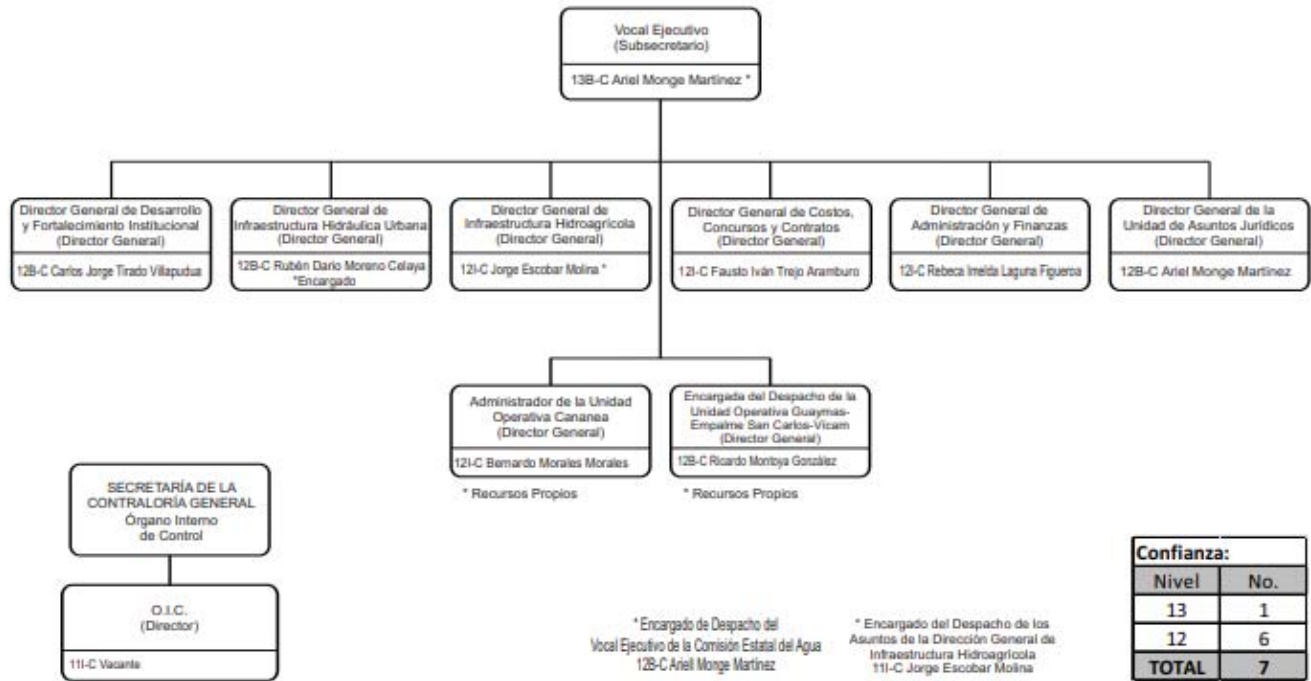 Vocal Ejecutivo
(Subsecretario)
13B-C Ariel Monge Martínez *
Director General de Desarrollo
y Fortalecimiento Institucional
(Director General)
12B-C Carlos Jorge Tirado Villapudua
Director General de
Infraestructura Hidráulica Urbana
(Director General)
12B-C Rubén Darío Moreno Celaya
*Encargado
Director General de
Infraestructura Hidroagrícola
(Director General)
12I-C Jorge Escobar Molina *
Director General de Costos,
Concursos y Contratos
(Director General)
12I-C Fausto Iván Trejo Aramburo
Director General de
Administración y Finanzas
(Director General)
12I-C Rebeca Imelda Laguna Figueroa
Director General de la
Unidad de Asuntos Jurídicos
(Director General)
12B-C Ariel Monge Martínez
Administrador de la Unidad
Operativa Cananea
(Director General)
12I-C Bernardo Morales Morales
* Recursos Propios
Encargada del Despacho de la
Unidad Operativa Guaymas-
Empalme San Carlos-Vicam
(Director General)
12B-C Ricardo Montoya González
* Recursos Propios
SECRETARÍA DE LA
CONTRALORÍA GENERAL
Órgano Interno
de Control
O.I.C.
(Director)
11I-C Vacante
* Encargado de Despacho del
Vocal Ejecutivo de la Comisión Estatal del Agua
12B-C Ariell Monge Martínez
* Encargado del Despacho de los
Asuntos de la Dirección General de
Infraestructura Hidroagrícola
11I-C Jorge Escobar Molina
Confianza:
Nivel No.
13 1
12 6
TOTAL 7